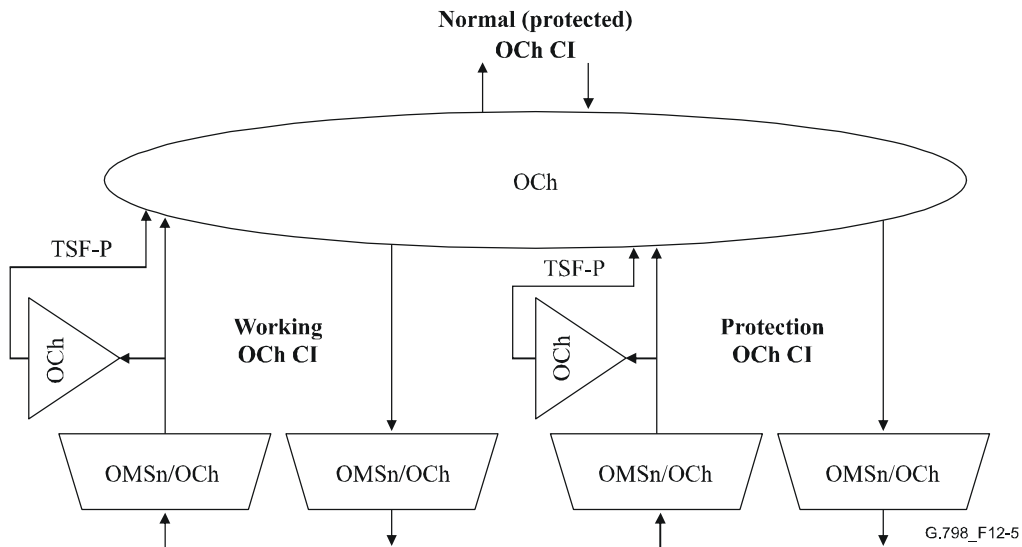 Normal (protected)
OCh CI
OCh
TSF-P
TSF-P
Working
OCh CI
Protection
OCh CI
OCh
OCh
OMSn/OCh
OMSn/OCh
OMSn/OCh
OMSn/OCh
G.798_F12-5